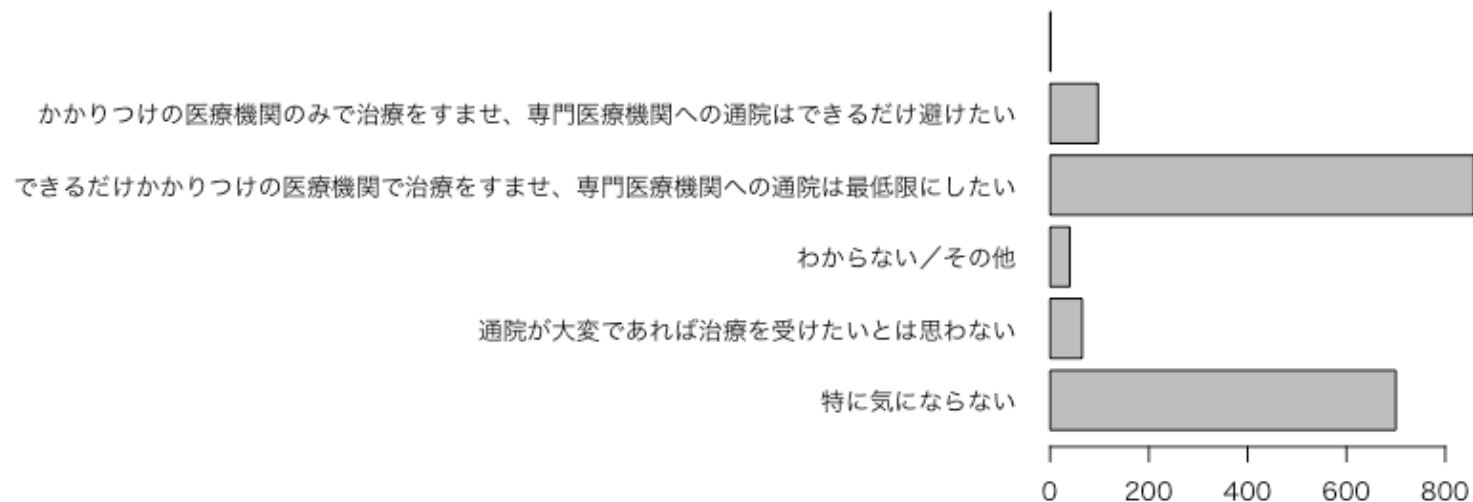 かかりつけの医療機関のみで治療をすませ、専門医療機関への通院はできるだけ避けたい
できるだけかかりつけの医療機関で治療をすませ、専門医療機関への通院は最低限にしたい
わからない／その他
通院が大変であれば治療を受けたいとは思わない
特に気にならない
0 200 400 600 800